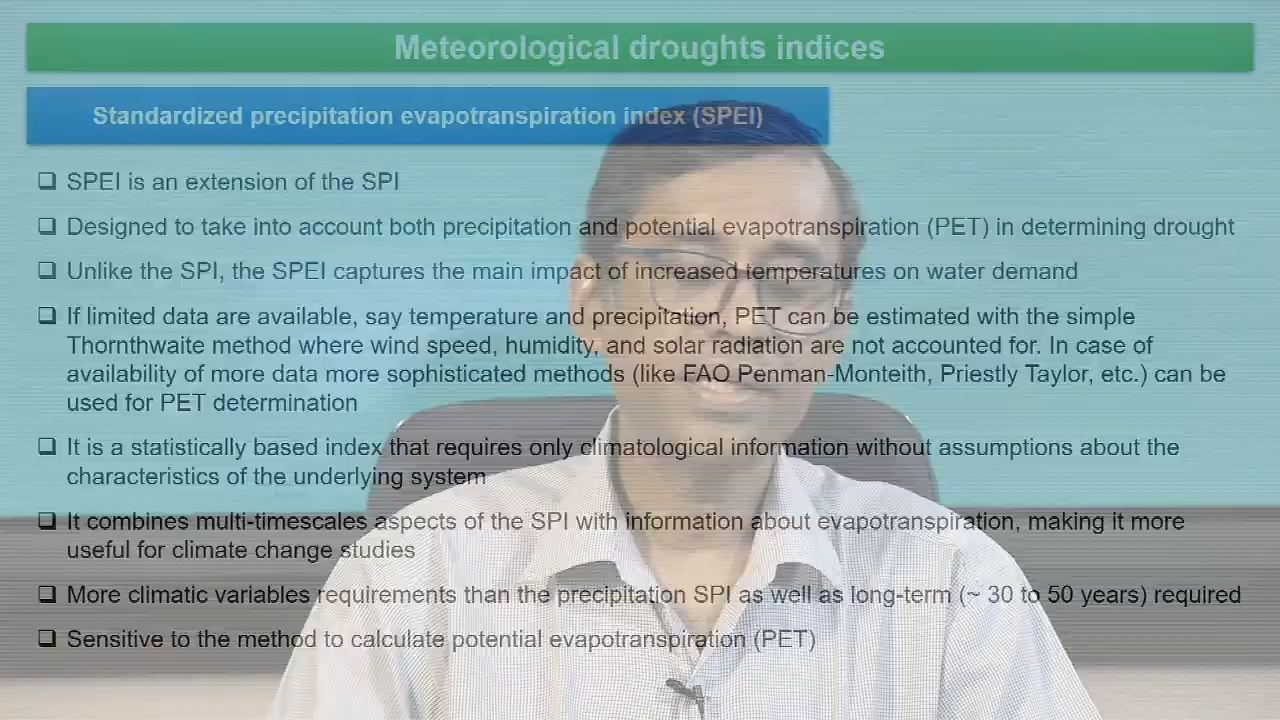 Meteorological droughts indices
Standardized precipitation evapotranspiration index (SPEI)
❑ SPEI is an extension of the SPI
❑ Designed to take into account both precipitation and potential evapotranspiration (PET) in determining drought
❑ Unlike the SPI, the SPEI captures the main impact of increased temperatures on water demand
❑ If limited data are available, say temperature and precipitation, PET can be estimated with the simple
Thornthwaite method where wind speed, humidity, and solar radiation are not accounted for. In case of
availability of more data more sophisticated methods (like FAO Penman-Monteith, Priestly Taylor, etc.) can be
used for PET determination
❑ It is a statistically based index that requires only climatological information without assumptions about the
characteristics of the underlying system
❑ It combines multi-timescales aspects of the SPI with information about evapotranspiration, making it more
useful for climate change studies
❑ More climatic variables requirements than the precipitation SPI as well as long-term (~ 30 to 50 years) required
❑ Sensitive to the method to calculate potential evapotranspiration (PET)